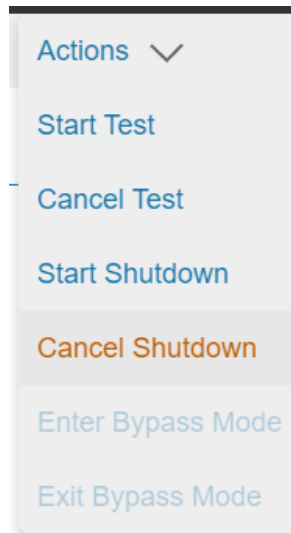 Actions
Start Test
Cancel Test
Start Shutdown
Cancel Shutdown
Enter Bypass Mode
Exit Bypass Mode